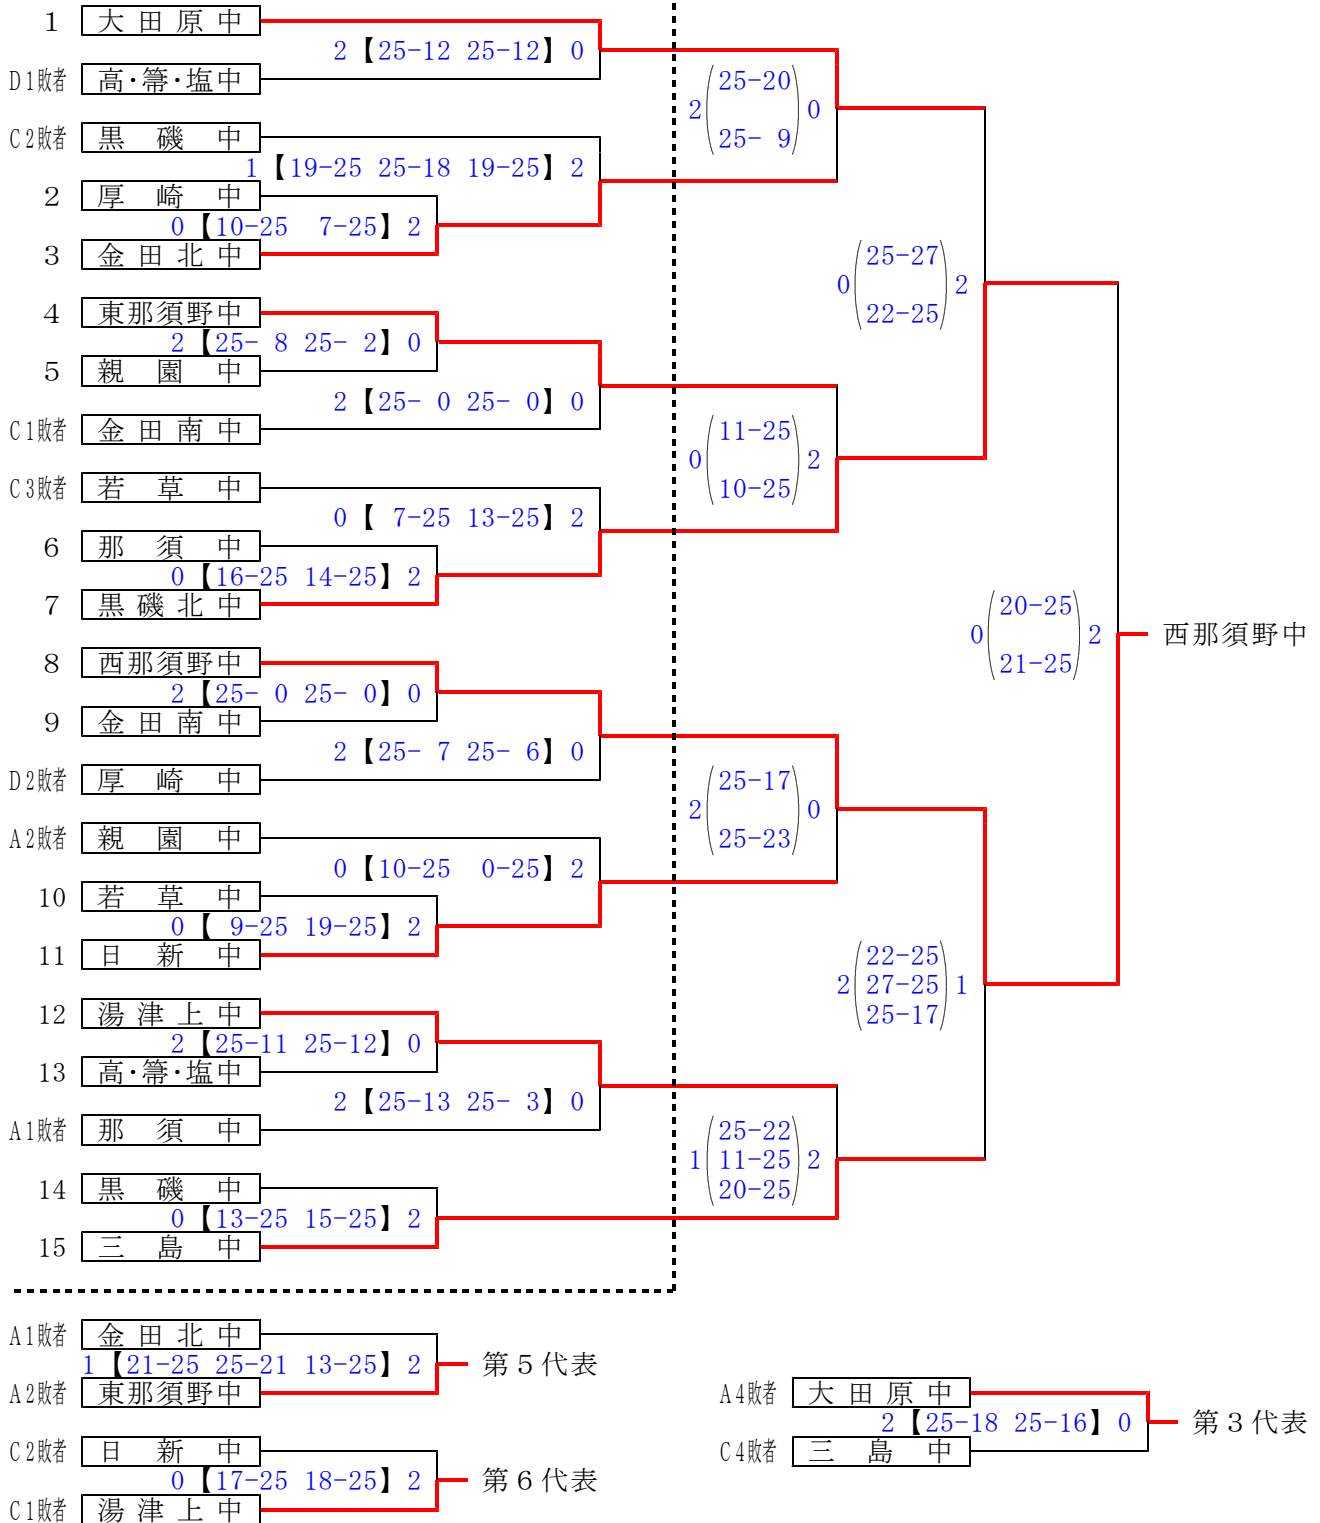 1 大田原中
2【25-12 25-12】0
D1敗者 高・箒・塩中
C2敗者 黒磯中
1【19-25 25-18 19-25】2
2 厚崎中
0【10-25 7-25】2
3 金田北中
4 東那須野中
2【25- 8 25- 2】0
5 親園中
2【25- 0 25- 0】0
C1敗者 金田南中
C3敗者 若草中
0【 7-25 13-25】2
6 那須中
0【16-25 14-25】2
7 黒磯北中
8 西那須野中
2【25- 0 25- 0】0
9 金田南中
2【25- 7 25- 6】0
D2敗者 厚崎中
A2敗者 親園中
0【10-25 0-25】2
10 若草中
0【 9-25 19-25】2
11 日新中
12 湯津上中
2【25-11 25-12】0
13 高・箒・塩中
2【25-13 25- 3】0
A1敗者 那須中
14 黒磯中
0【13-25 15-25】2
15 三島中
25-20
2( )0
25- 9
11-25
0( )2
10-25
25-17
2( )0
25-23
25-22
1(11-25)2
20-25
25-27
0( )2
22-25
22-25
2(27-25)1
25-17
20-25
0( )2
21-25
西那須野中
A1敗者 金田北中
1【21-25 25-21 13-25】2 第5代表
A2敗者 東那須野中
C2敗者 日新中
0【17-25 18-25】2 第6代表
C1敗者 湯津上中
A4敗者 大田原中
2【25-18 25-16】0 第3代表
C4敗者 三島中